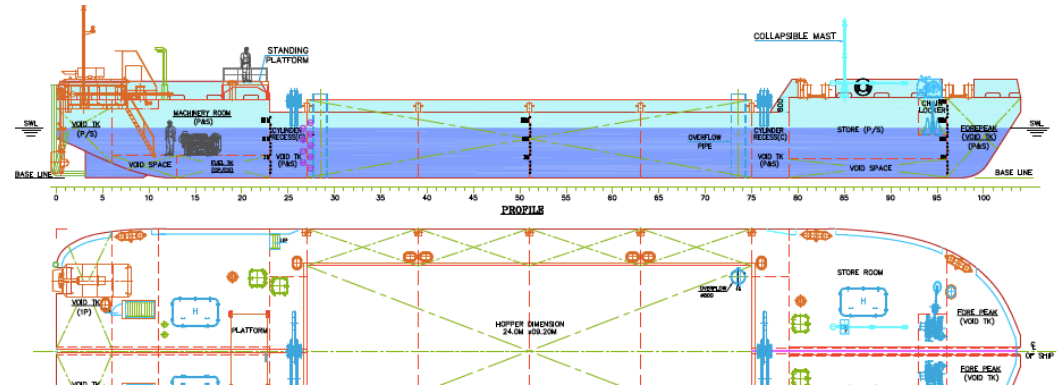 COLLAPSIBLE MAST
STANDING
PLATFORM
800
MACHINERY ROOM
(P&S)
VOID TK
(P/S)
SWL
CYLINDER
RECESS(C)
OVERFLOW
PIPE
CYLINDER
RECESS(C)
STORE (P/S)
LOCKER
FOREPEAK
(VOID TK)
(P&S)
SWL
VOID SPACE
FUEL TK
VOID TK
(P&S)
VOID TK
(P&S)
VOID SPACE
BASE LINE
BASE LINE
0 5 10 15 20 25 30 35 40 45 50 55 60 65 70 75 80 85 90 95 100
PROFILE
UP
STORE ROOM
VOID TK
(1P)
H
OVERFLOW
H
PLATFORM
HOPPER DIMENSION
24.0M x09.20M
FORE PEAK
(VOID TK)
OF SHIP
VOID TK
FORE PEAK
(VOID TK)